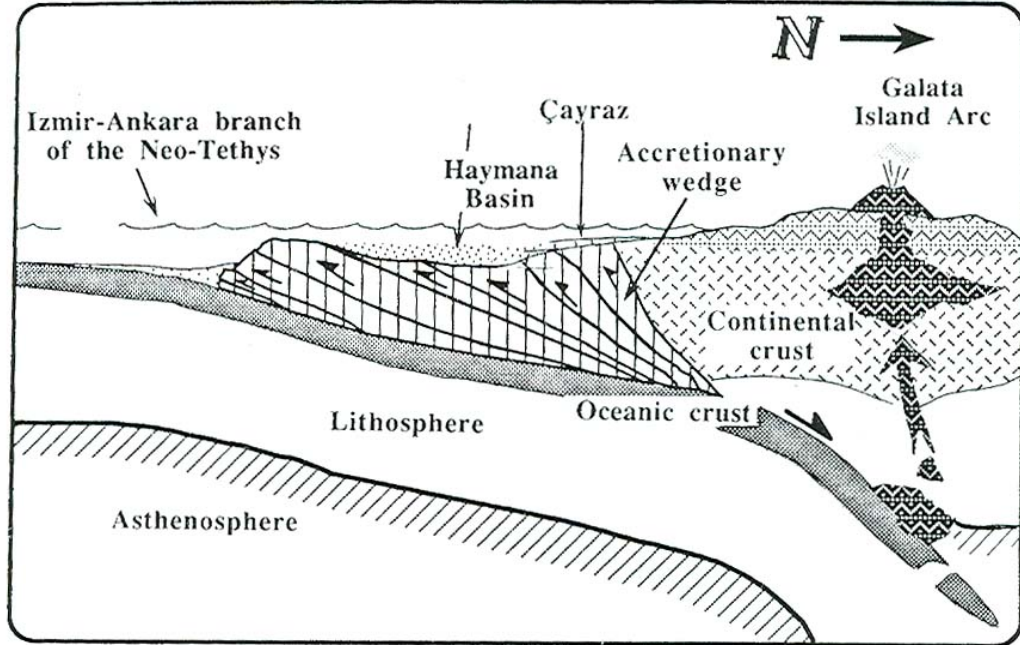 N
Galata
Island Arc
Çayraz
Izmir-Ankara branch
of the Neo-Tethys
Accretionary
wedge
Haymana
Basin
Continental
crust
Oceanic crust
Lithosphere
Asthenosphere